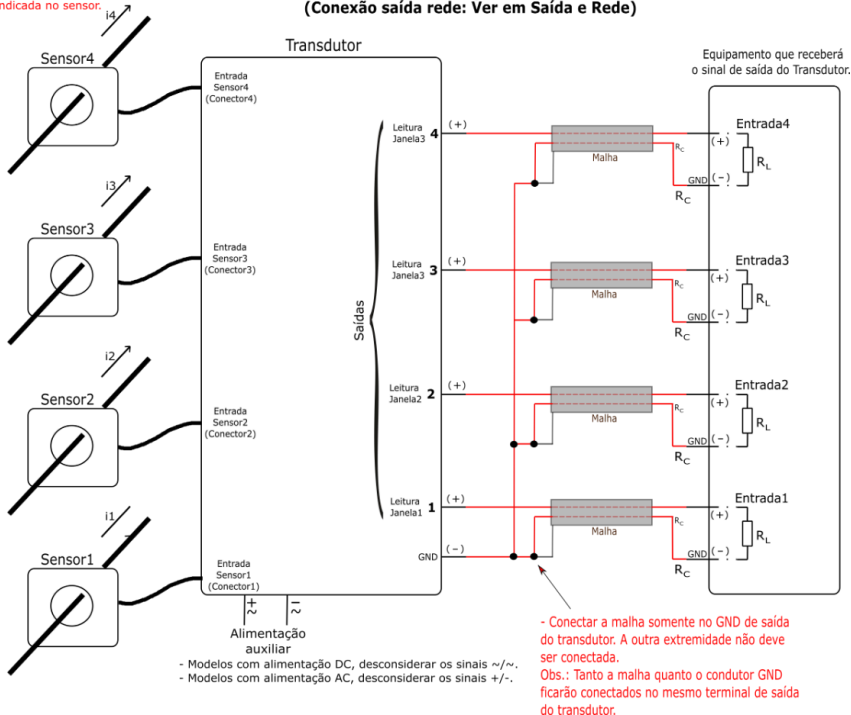 ndicada no sensor.
(Conexão saída rede: Ver em Saída e Rede)
i4
Sensor4
Transdutor
Entrada
Sensor4
(Conector4)
Equipamento que receberá
o sinal de saída do Transdutor.
Leitura
Janela3
4
(+)
Malha
RC
GND
(+)
(-)
RC
Entrada4
RL
i3
Sensor3
Entrada
Sensor3
(Conector3)
Saídas
Leitura
Janela3
3
(+)
Malha
RC
GND
(+)
(-)
RC
Entrada3
RL
i2
Sensor2
Entrada
Sensor2
(Conector2)
Leitura
Janela2
2
(+)
Malha
RC
GND
(+)
(-)
RC
Entrada2
RL
i1
Sensor1
Entrada
Sensor1
(Conector1)
Leitura
Janela1
1
(+)
GND
(-)
Malha
RC
GND
(+)
(-)
RC
Entrada1
RL
+
~
-
~
Alimentação
auxiliar
- Modelos com alimentação DC, desconsiderar os sinais ~/~.
- Modelos com alimentação AC, desconsiderar os sinais +/-.
- Conectar a malha somente no GND de saída
do transdutor. A outra extremidade não deve
ser conectada.
Obs.: Tanto a malha quanto o condutor GND
ficarão conectados no mesmo terminal de saída
do transdutor.